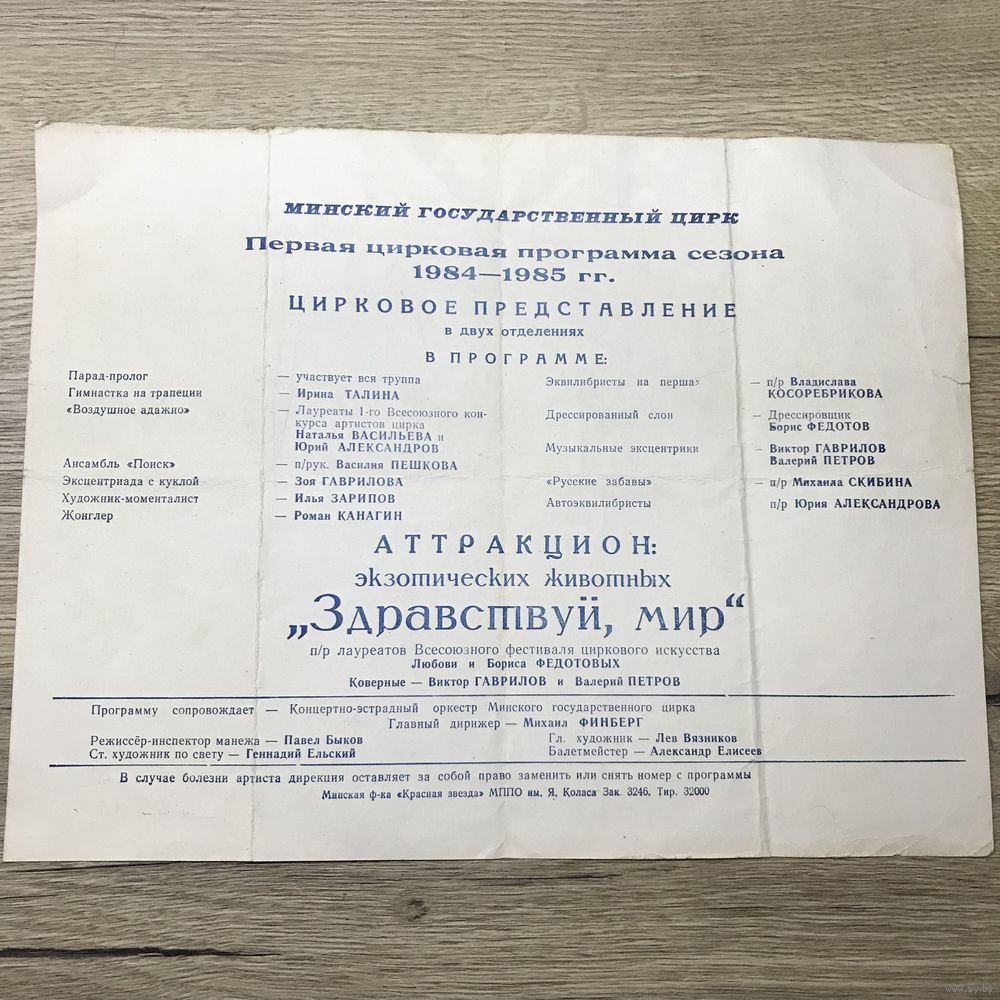 МИНСКИЙ ГОСУДАРСТВЕННЫЙ ЦИРК
Первая цирковая программа сезона
1984—1985 гг.
ЦИРКОВОЕ ПРЕДСТАВЛЕНИЕ
в двух отделениях
В ПРОГРАММЕ:
Парад-пролог — участвует вся труппа
Гимнастка на трапеции — Ирина ТАЛИНА
«Воздушное адажио» — Лауреаты 1-го Всесоюзного кон-
курса артистов цирка
Наталья ВАСИЛЬЕВА и
Юрий АЛЕКСАНДРОВ
Ансамбль «Поиск» — п/рук. Василия ПЕШКОВА
Эксцентриада с куклой — Зоя ГАВРИЛОВА
Художник-моменталист — Илья ЗАРИПОВ
Жонглер — Роман КАНАГИН
Эквилибристы на першах — п/р Владислава
КОСОРЕБРИКОВА
Дрессированный слон — Дрессировщик
Борис ФЕДОТОВ
Музыкальные эксцентрики — Виктор ГАВРИЛОВ
Валерий ПЕТРОВ
«Русские забавы» — п/р Михаила СКИБИНА
Автоэквилибристы п/р Юрия АЛЕКСАНДРОВА
АТТРАКЦИОН:
экзотических животных
„Здравствуй, мир“
п/р лауреатов Всесоюзного фестиваля циркового искусства
Любови и Бориса ФЕДОТОВЫХ
Коверные — Виктор ГАВРИЛОВ и Валерий ПЕТРОВ
Программу сопровождает — Концертно-эстрадный оркестр Минского государственного цирка
Главный дирижер — Михаил ФИНБЕРГ
Режиссёр-инспектор манежа — Павел Быков
Ст. художник по свету — Геннадий Ельский
Гл. художник — Лев Вязников
Балетмейстер — Александр Елисеев
В случае болезни артиста дирекция оставляет за собой право заменить или снять номер с программы
Минская ф-ка «Красная звезда» МППО им. Я. Коласа Зак. 3246. Тир. 32000
www.ay.by